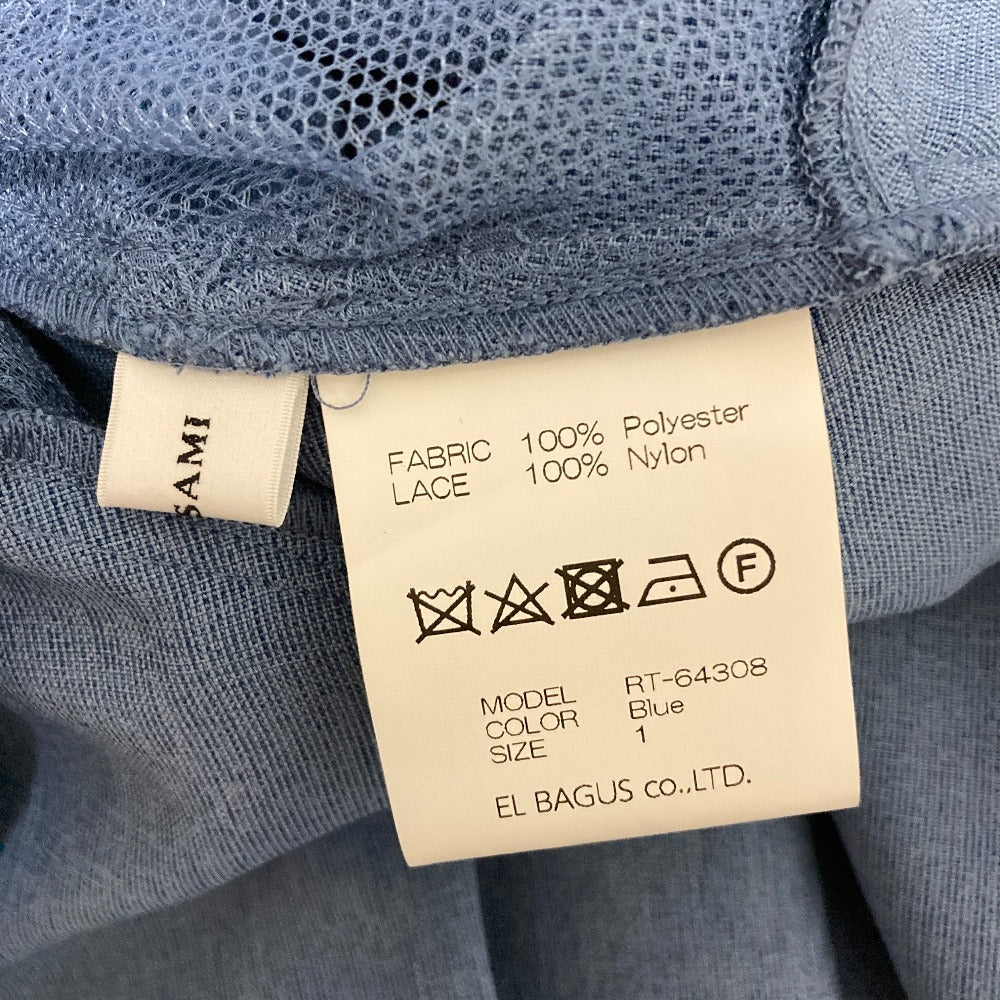 SAMI
FABRIC 100% Polyester
LACE 100% Nylon
F
MODEL RT-64308
COLOR Blue
SIZE 1
EL BAGUS co.,LTD.